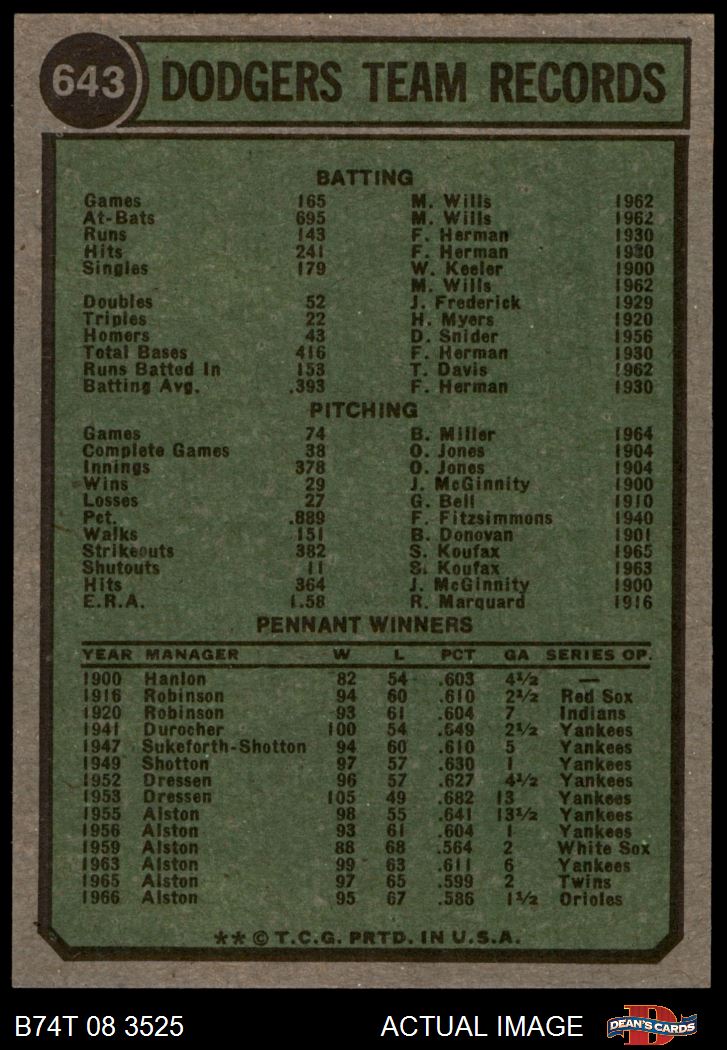 643 DODGERS TEAM RECORDS
BATTING
Games 165 M. Wills 1962
At-Bats 695 M. Wills 1962
Runs 143 F. Herman 1930
Hits 241 F. Herman 1930
Singles 179 W. Keeler 1900
M. Wills 1962
Doubles 52 J. Frederick 1929
Triples 22 H. Myers 1920
Homers 43 D. Snider 1956
Total Bases 416 F. Herman 1930
Runs Batted In 153 T. Davis 1962
Batting Avg. .393 F. Herman 1930
PITCHING
Games 74 B. Miller 1964
Complete Games 38 O. Jones 1904
Innings 378 O. Jones 1904
Wins 29 J. McGinnity 1900
Losses 27 G. Bell 1910
Pct. .889 F. Fitzsimmons 1940
Walks 151 B. Donovan 1901
Strikeouts 382 S. Koufax 1965
Shutouts 11 S. Koufax 1963
Hits 364 J. McGinnity 1900
E.R.A. 1.58 R. Marquard 1916
PENNANT WINNERS
YEAR MANAGER W L PCT GA SERIES OP.
1900 Hanlon 82 54 .603 4½ —
1916 Robinson 94 60 .610 2½ Red Sox
1920 Robinson 93 61 .604 7 Indians
1941 Durocher 100 54 .649 2½ Yankees
1947 Sukeforth-Shotton 94 60 .610 5 Yankees
1949 Shotton 97 57 .630 1 Yankees
1952 Dressen 96 57 .627 4½ Yankees
1953 Dressen 105 49 .682 13 Yankees
1955 Alston 98 55 .641 13½ Yankees
1956 Alston 93 61 .604 1 Yankees
1959 Alston 88 68 .564 2 White Sox
1963 Alston 99 63 .611 6 Yankees
1965 Alston 97 65 .599 2 Twins
1966 Alston 95 67 .586 1½ Orioles
** © T.C.G. PRTD. IN U.S.A.
B74T 08 3525 ACTUAL IMAGE D DEAN'S CARDS